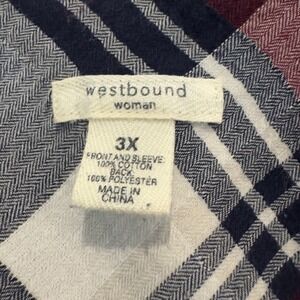 westbound
woman
3X
FRONT AND SLEEVE:
100% COTTON
BACK:
100% POLYESTER
MADE IN
CHINA